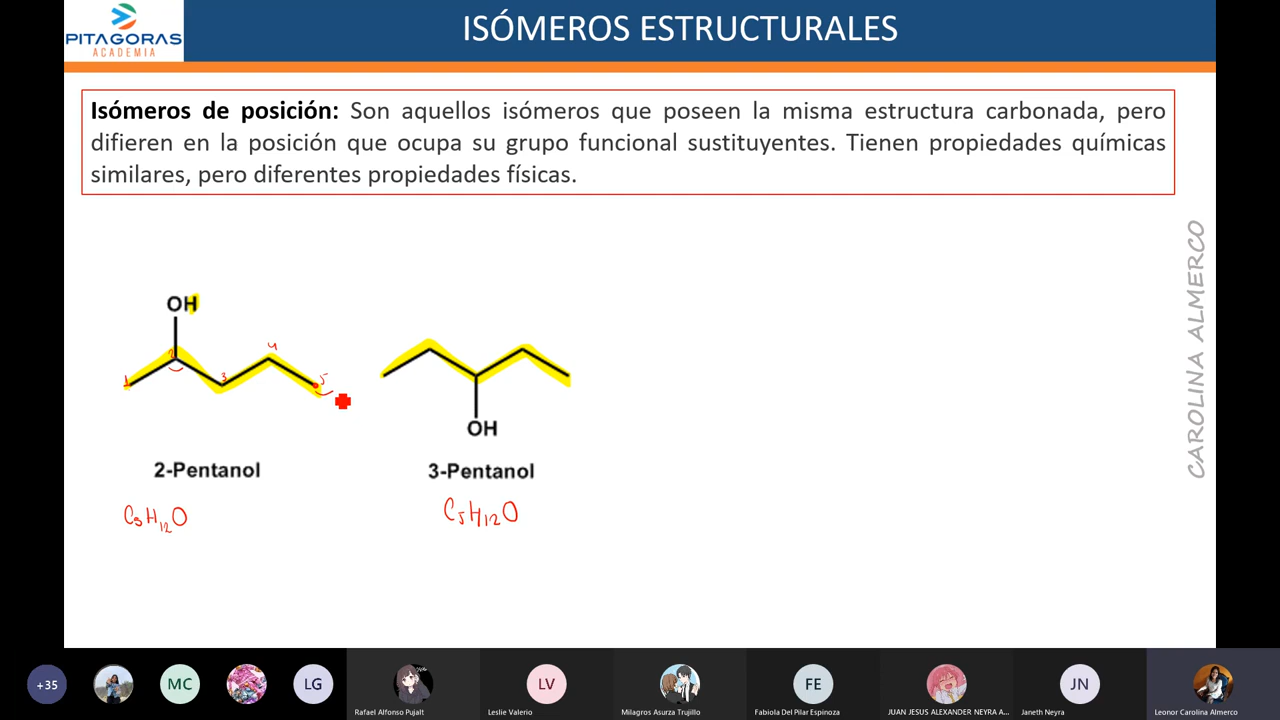 PITAGORAS
ACADEMIA
ISÓMEROS ESTRUCTURALES
Isómeros de posición: Son aquellos isómeros que poseen la misma estructura carbonada, pero
difieren en la posición que ocupa su grupo funcional sustituyentes. Tienen propiedades químicas
similares, pero diferentes propiedades físicas.
CAROLINA ALMERCO
OH
1
2
3
4
5
OH
2-Pentanol
3-Pentanol
C5H12O
C5H12O
+35
MC
LG
Rafael Alfonso Pujalt
LV
Leslie Valerio
Milagros Asurza Trujillo
FE
Fabiola Del Pilar Espinoza
JUAN JESUS ALEXANDER NEYRA A...
JN
Janeth Neyra
Leonor Carolina Almerco